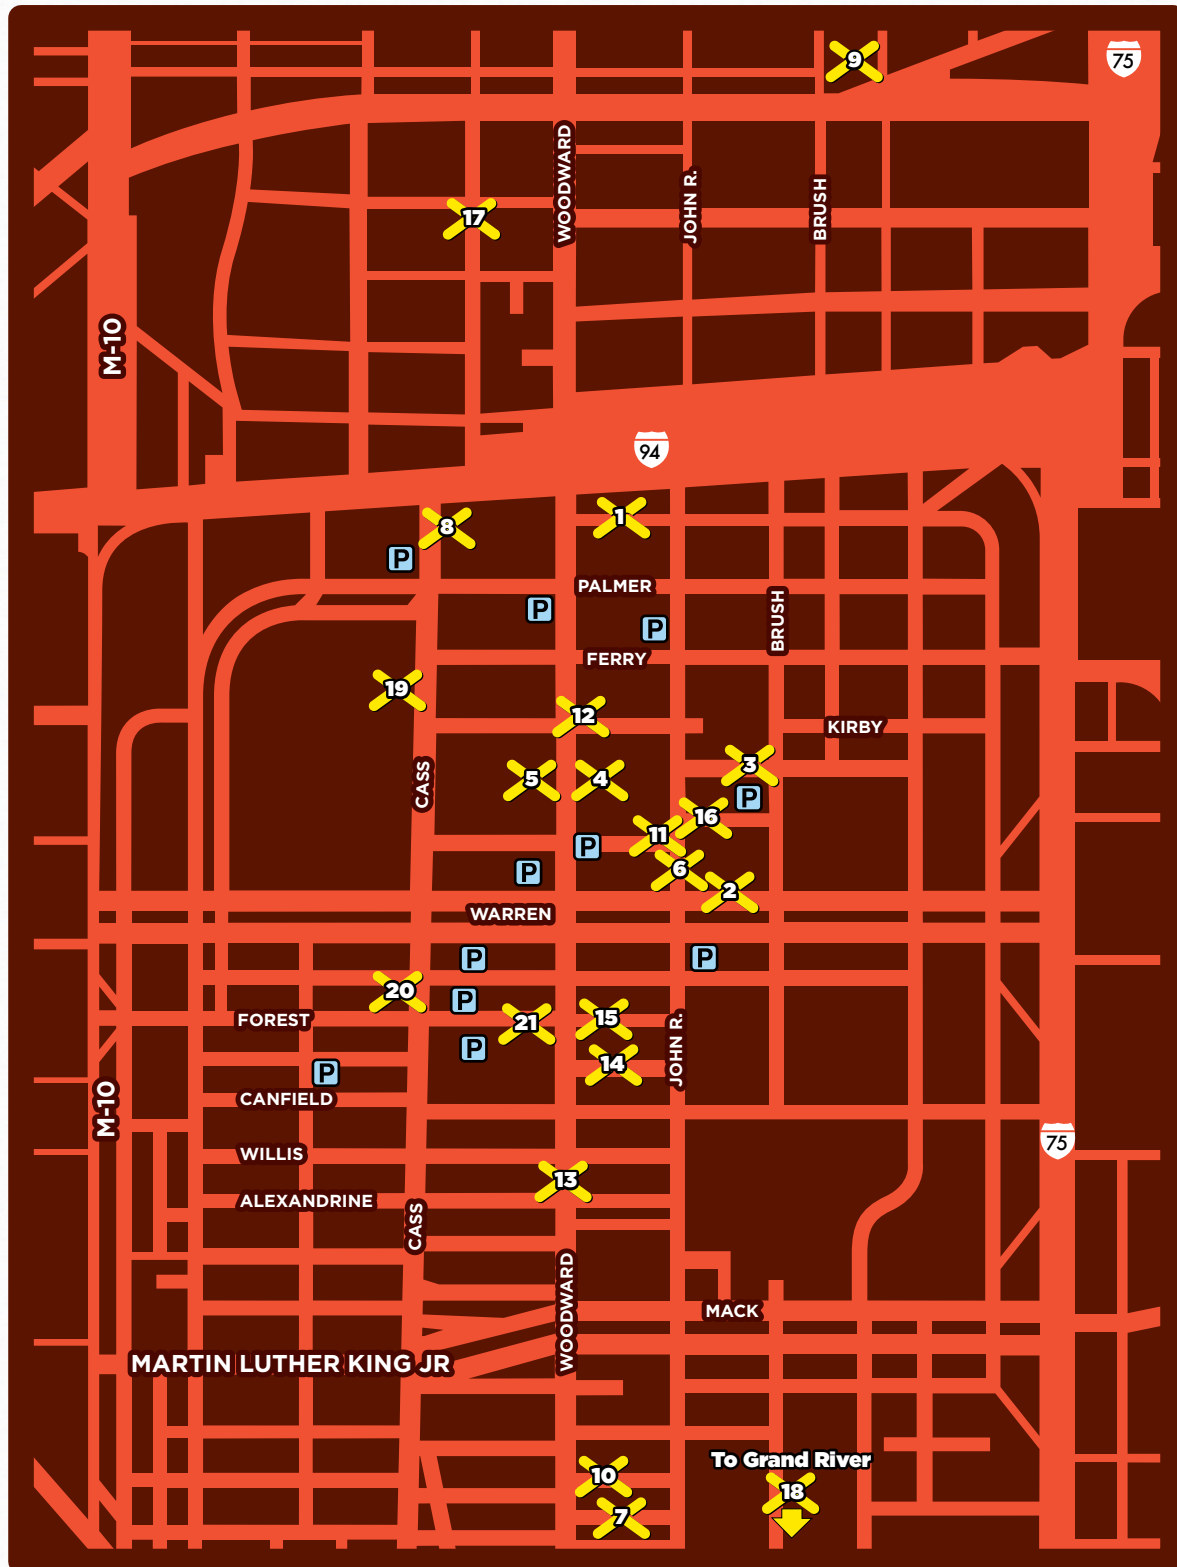 9
75
WOODWARD
JOHN R.
BRUSH
17
M-10
94
8
1
P
PALMER
P
P
BRUSH
FERRY
19
12
KIRBY
CASS
5
4
3
P
16
11
P
6
P
2
WARREN
P
P
20
P
FOREST
21
15
P
14
JOHN R.
P
CANFIELD
M-10
75
WILLIS
13
ALEXANDRINE
CASS
WOODWARD
MACK
MARTIN LUTHER KING JR
To Grand River
10
18
7